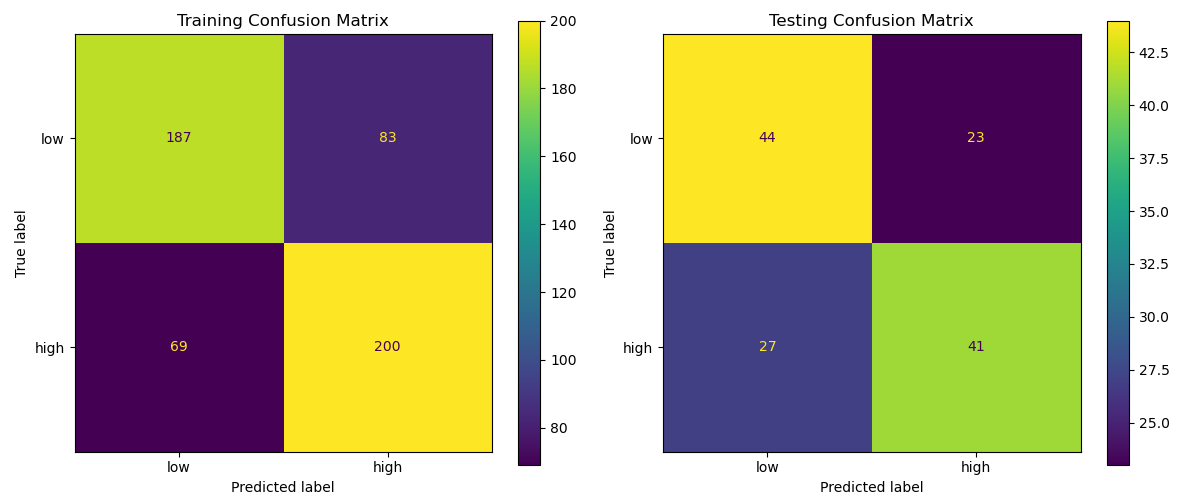 Training Confusion Matrix
True label
low
high
187
83
69
200
low
high
Predicted label
200
180
160
140
120
100
80
Testing Confusion Matrix
True label
low
high
44
23
27
41
low
high
Predicted label
42.5
40.0
37.5
35.0
32.5
30.0
27.5
25.0